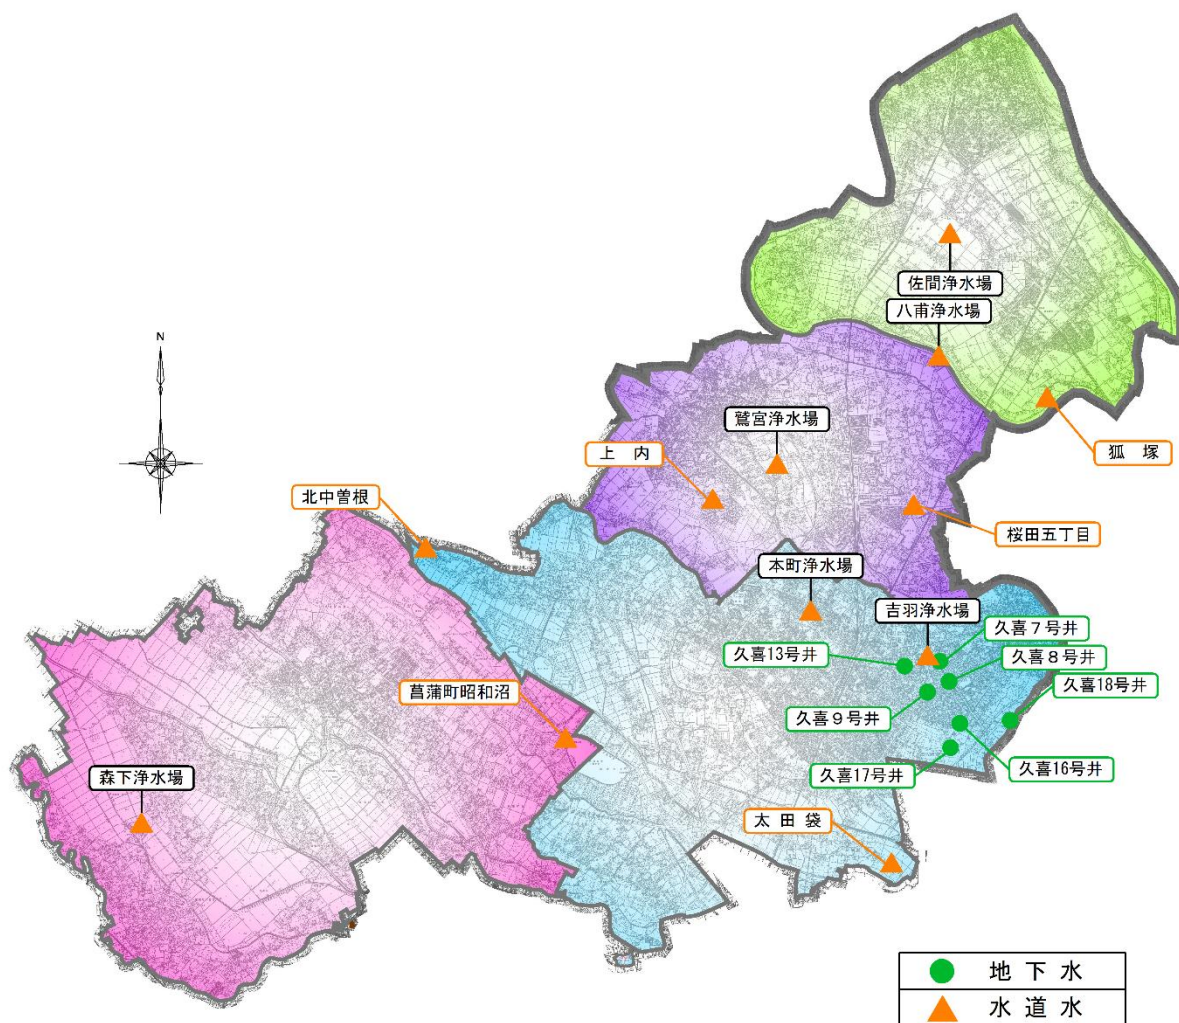 佐間浄水場
八甫浄水場
N
鷲宮浄水場
上 内
狐 塚
北中曽根
桜田五丁目
本町浄水場
吉羽浄水場
久喜7号井
久喜13号井
久喜8号井
久喜18号井
菖蒲町昭和沼
久喜9号井
久喜16号井
久喜17号井
森下浄水場
太 田 袋
地 下 水
水 道 水